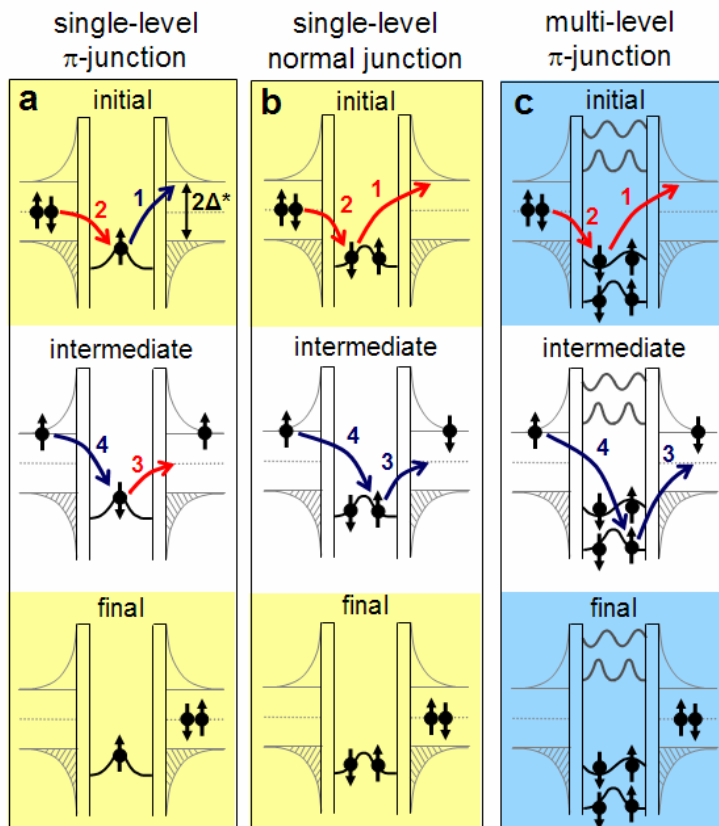 single-level
π-junction
single-level
normal junction
multi-level
π-junction
a
initial
2
1
2Δ*
b
initial
2
1
c
initial
2
1
intermediate
4
3
intermediate
4
3
intermediate
4
3
final
final
final